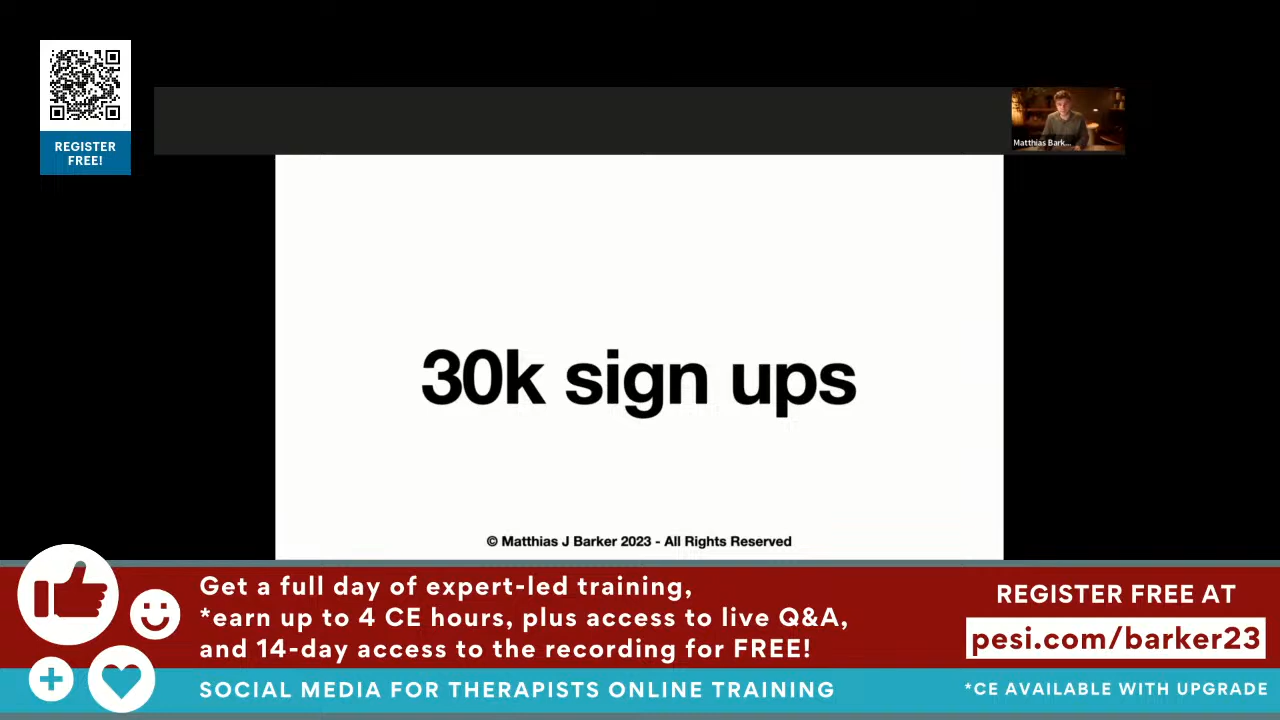 REGISTER
FREE!
Matthias Bark...
30k sign ups
© Matthias J Barker 2023 - All Rights Reserved
Get a full day of expert-led training,
*earn up to 4 CE hours, plus access to live Q&A,
and 14-day access to the recording for FREE!
REGISTER FREE AT
pesi.com/barker23
SOCIAL MEDIA FOR THERAPISTS ONLINE TRAINING
*CE AVAILABLE WITH UPGRADE